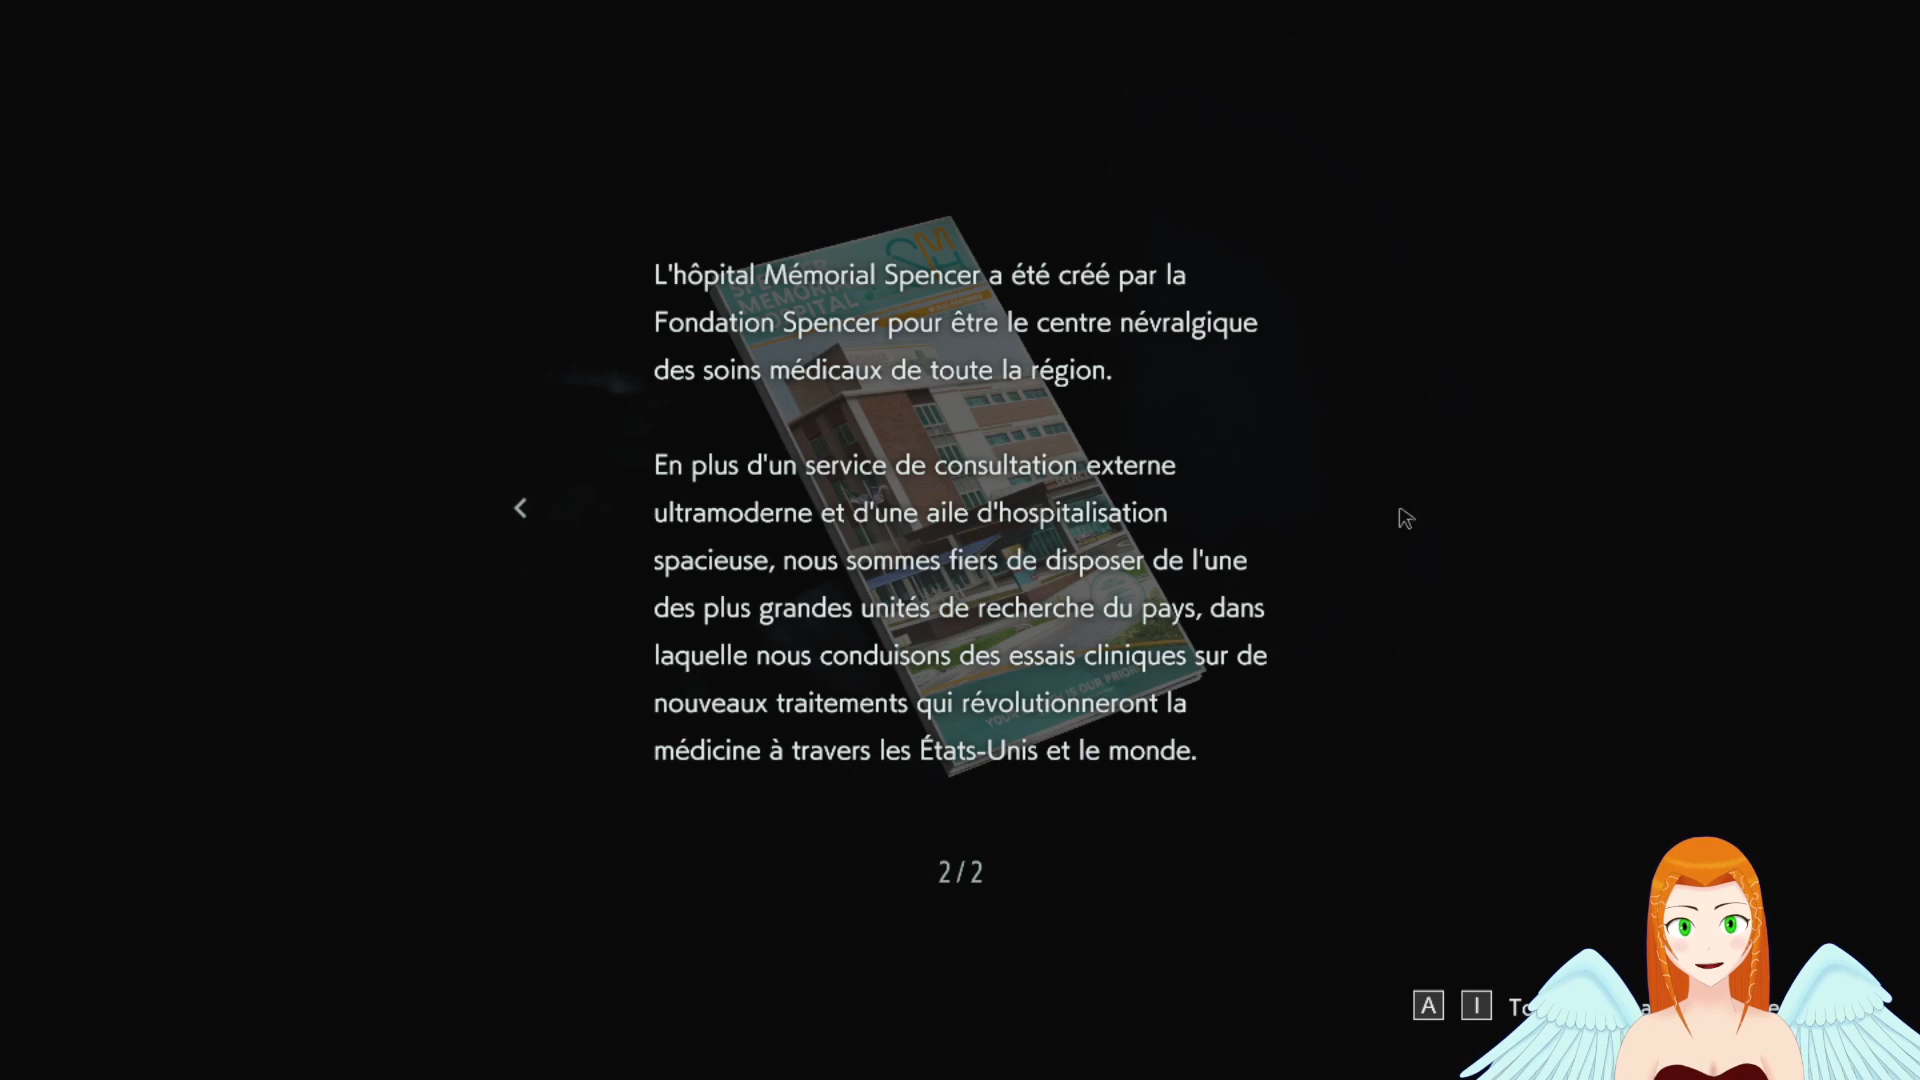 L'hôpital Mémorial Spencer a été créé par la
Fondation Spencer pour être le centre névralgique
des soins médicaux de toute la région.
En plus d'un service de consultation externe
ultramoderne et d'une aile d'hospitalisation
spacieuse, nous sommes fiers de disposer de l'une
des plus grandes unités de recherche du pays, dans
laquelle nous conduisons des essais cliniques sur de
nouveaux traitements qui révolutionneront la
médicine à travers les États-Unis et le monde.
2 / 2
A I